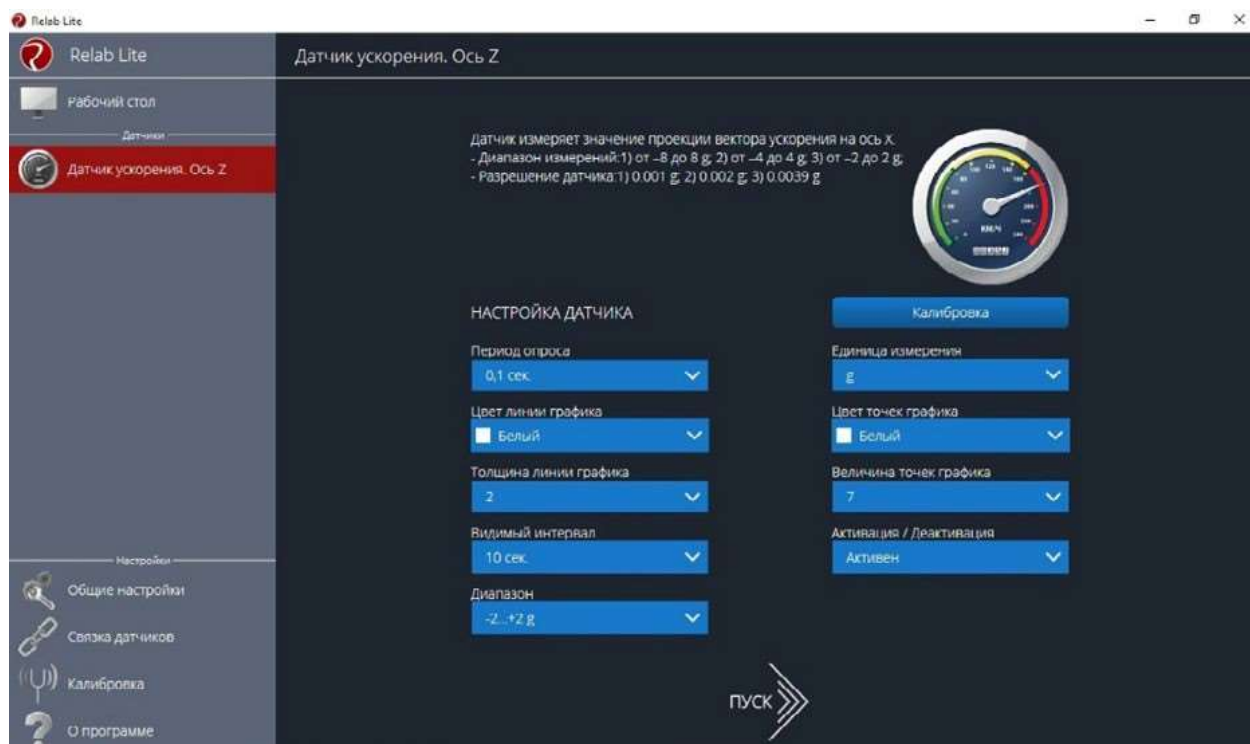 Relab Lite
Relab Lite
Датчик ускорения. Ось Z
Рабочий стол
Датчики
Датчик ускорения. Ось Z
Датчик измеряет значение проекции вектора ускорения на ось X.
- Диапазон измерений:1) от –8 до 8 g; 2) от –4 до 4 g; 3) от –2 до 2 g;
- Разрешение датчика:1) 0.001 g; 2) 0.002 g; 3) 0.0039 g
КМ/Ч
НАСТРОЙКА ДАТЧИКА
Калибровка
Период опроса
Единица измерения
0,1 сек.
g
Цвет линии графика
Цвет точек графика
Белый
Белый
Толщина линии графика
Величина точек графика
2
7
Видимый интервал
Активация / Деактивация
10 сек.
Активен
Диапазон
-2...+2 g
Настройки
Общие настройки
Связка датчиков
Калибровка
О программе
ПУСК